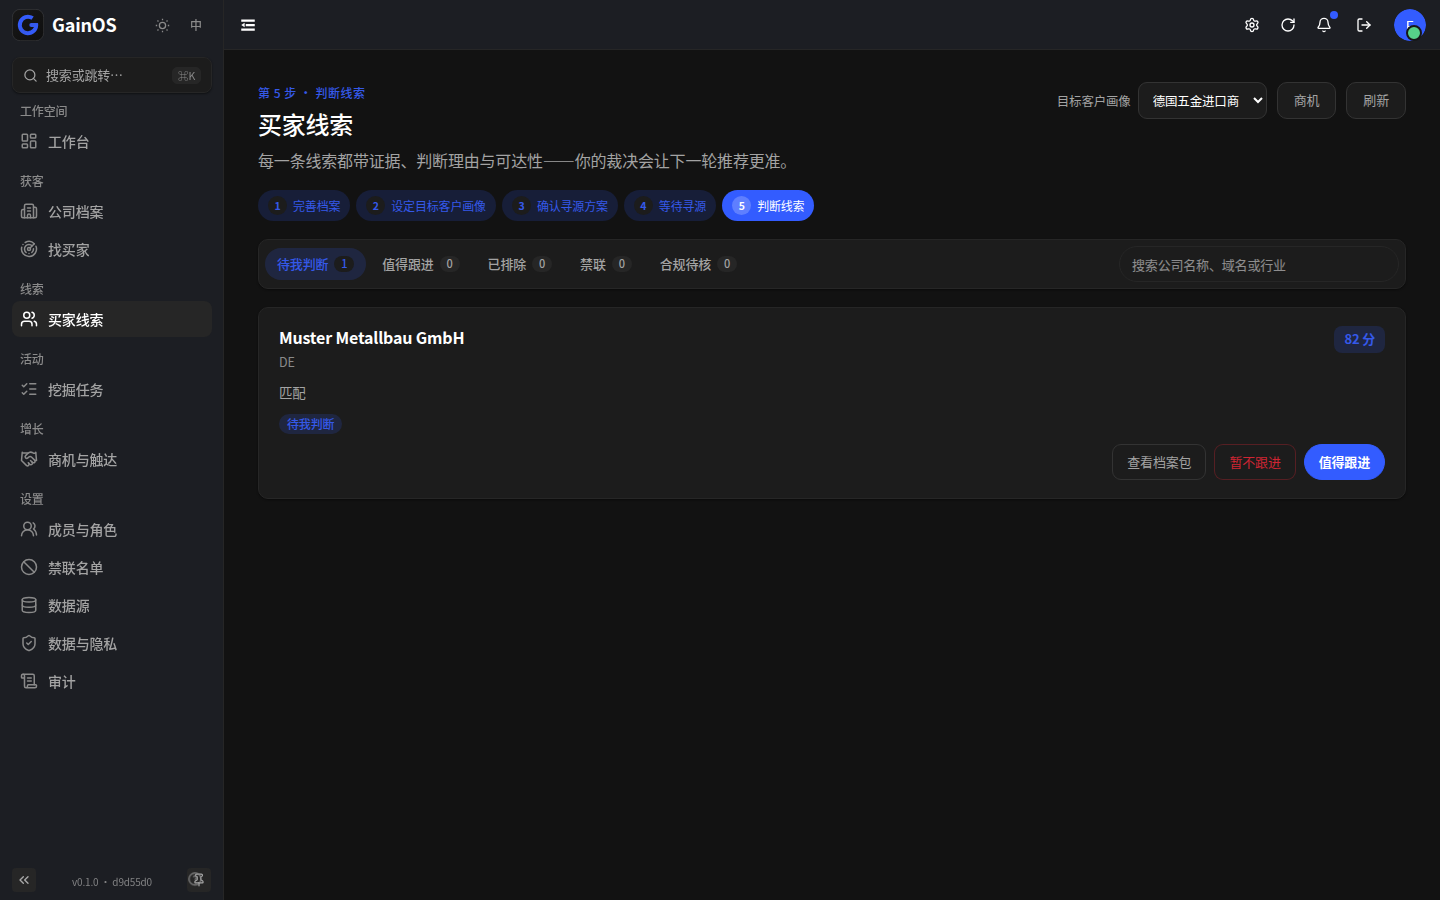 GainOS
中
搜索或跳转… ⌘K
工作空间
工作台
获客
公司档案
找买家
线索
买家线索
活动
挖掘任务
增长
商机与触达
设置
成员与角色
禁联名单
数据源
数据与隐私
审计
v0.1.0 · d9d55d0
第 5 步 · 判断线索
买家线索
每一条线索都带证据、判断理由与可达性——你的裁决会让下一轮推荐更准。
目标客户画像 德国五金进口商 商机 刷新
1 完善档案 2 设定目标客户画像 3 确认寻源方案 4 等待寻源 5 判断线索
待我判断 1 值得跟进 0 已排除 0 禁联 0 合规待核 0 搜索公司名称、域名或行业
Muster Metallbau GmbH 82 分
DE
匹配
待我判断
查看档案包 暂不跟进 值得跟进